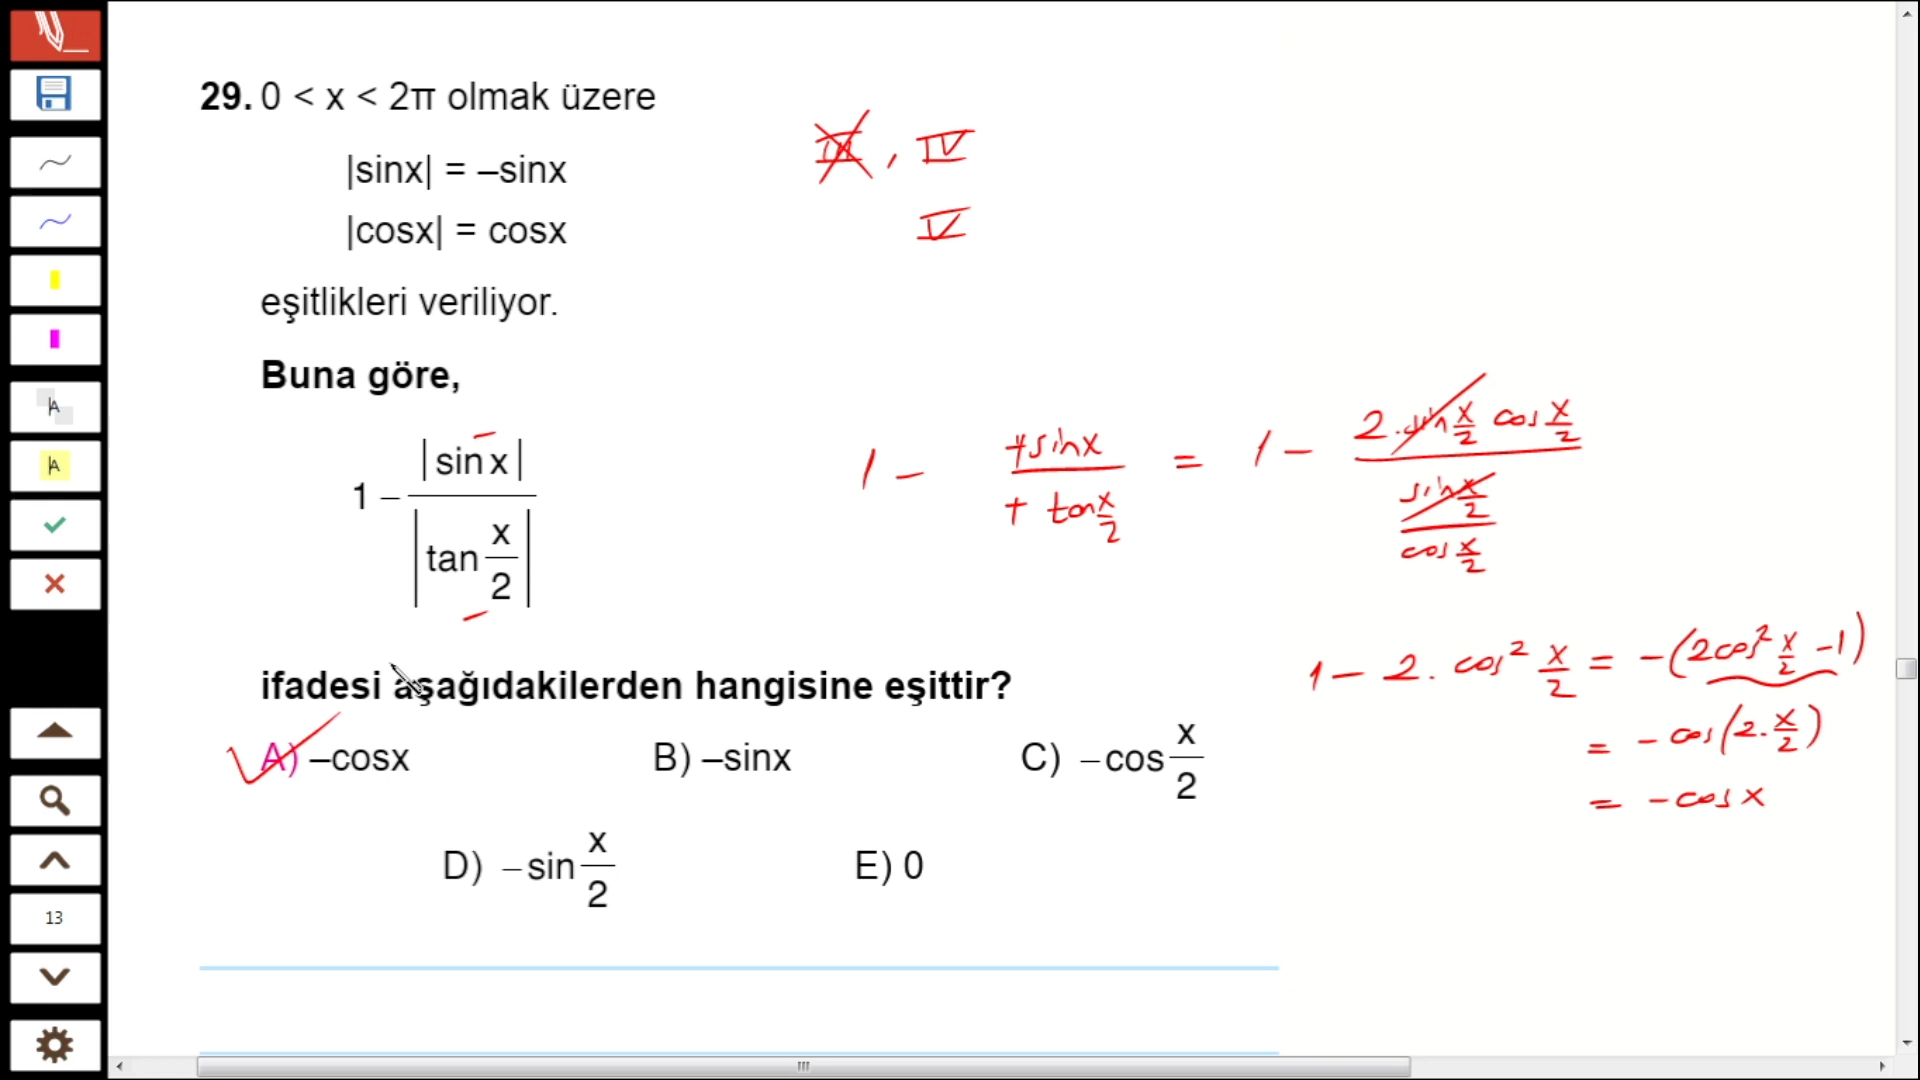 29. 0 < x < 2π olmak üzere
|sinx| = –sinx
|cosx| = cosx
III, IV
IV
eşitlikleri veriliyor.
Buna göre,
1 – |sin x| / |tan x/2|
1 – +sinx / + tan x/2 = 1 – 2.sin x/2 cos x/2 / sin x/2 / cos x/2
1 – 2. cos² x/2 = –(2cos² x/2 –1)
= – cos(2. x/2)
= – cosx
ifadesi aşağıdakilerden hangisine eşittir?
A) –cosx B) –sinx C) –cos x/2
D) –sin x/2 E) 0
A
A
13